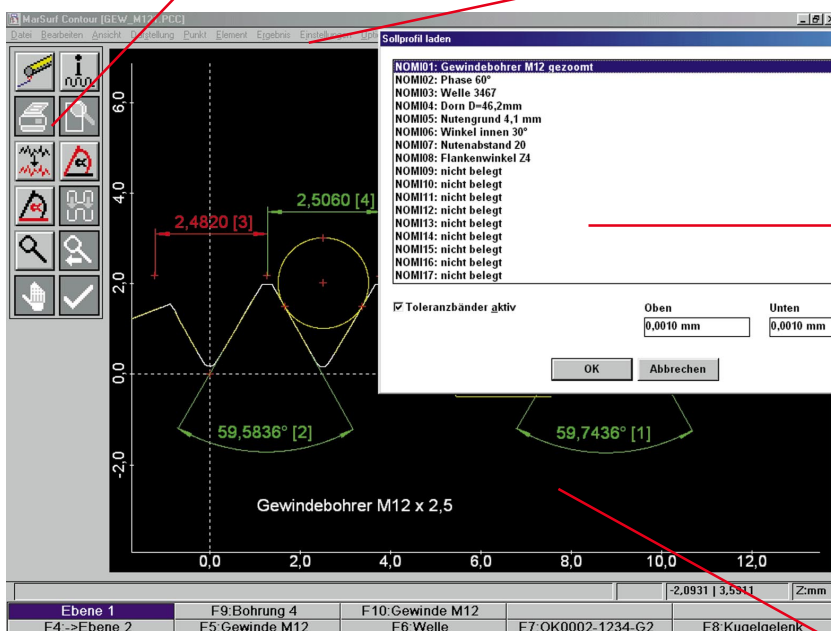 MarSurf Contour [GEW_M12.PCC]
Datei Bearbeiten Ansicht Darstellung Punkt Element Ergebnis Einstellungen
Sollprofil laden
NOMI01: Gewindebohrer M12 gezoomt
NOMI02: Phase 60°
NOMI03: Welle 3467
NOMI04: Dorn D=46,2mm
NOMI05: Nutengrund 4,1 mm
NOMI06: Winkel innen 30°
NOMI07: Nutenabstand 20
NOMI08: Flankenwinkel Z4
NOMI09: nicht belegt
NOMI10: nicht belegt
NOMI11: nicht belegt
NOMI12: nicht belegt
NOMI13: nicht belegt
NOMI14: nicht belegt
NOMI15: nicht belegt
NOMI16: nicht belegt
NOMI17: nicht belegt
Toleranzbänder aktiv
Oben
Unten
0,0010 mm
0,0010 mm
OK
Abbrechen
6,0
4,0
2,0
0,0
-2,0
2,4820 [3]
2,5060 [4]
59,5836° [2]
59,7436° [1]
Gewindebohrer M12 x 2,5
0,0 2,0 4,0 6,0 8,0 10,0 12,0
-2,0931 | 3,5911
Z:mm
Ebene 1 F9:Bohrung 4 F10:Gewinde M12
F4:->Ebene 2 F5:Gewinde M12 F6:Welle F7:OK0002-1234-G2 F8:Kugelgelenk